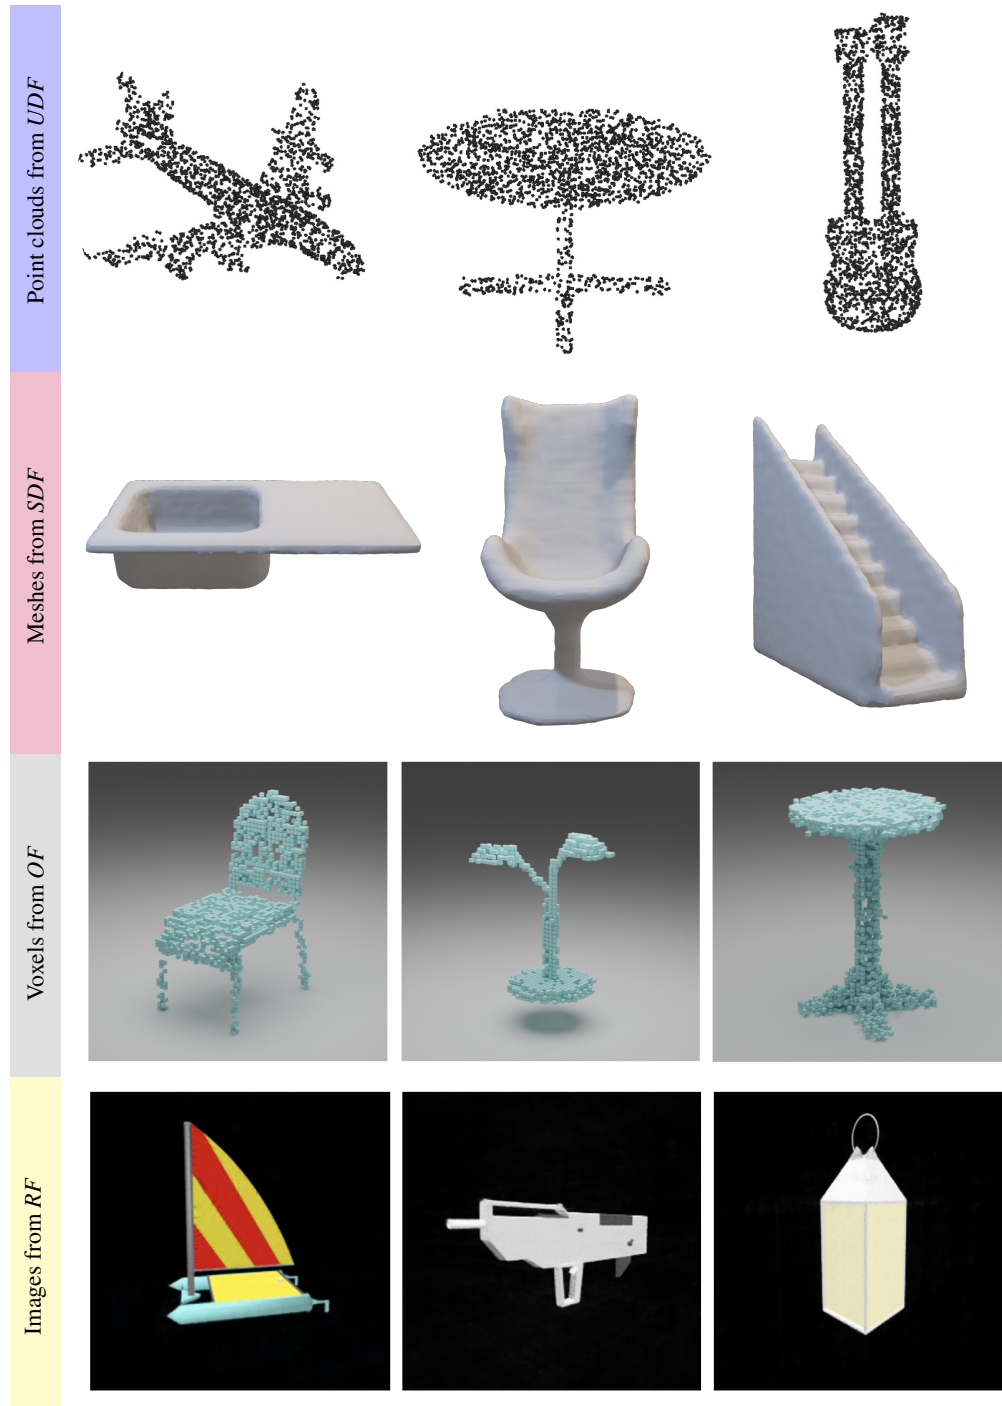 Point clouds from UDF
Meshes from SDF
Voxels from OF
Images from RF